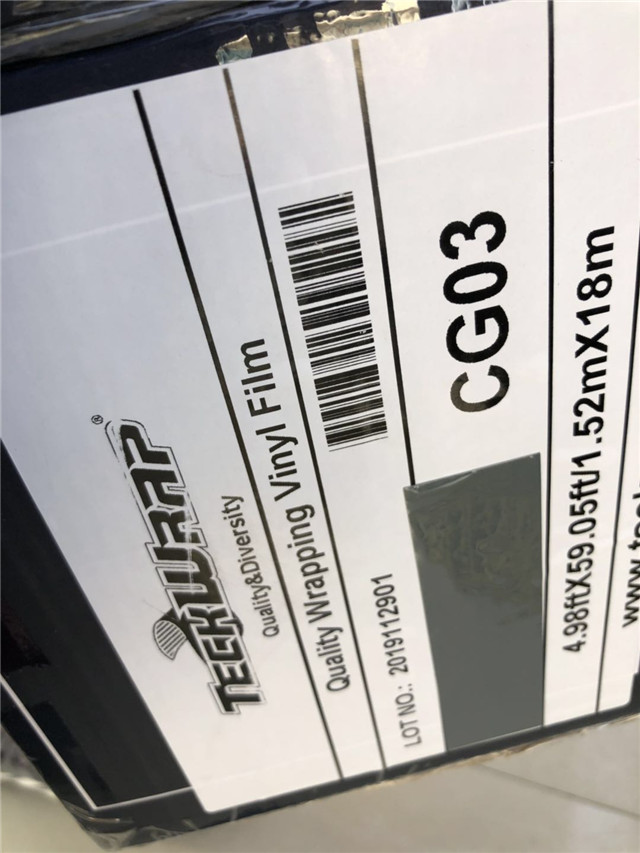 TECKWRAP®
Quality&Diversity
Quality Wrapping Vinyl Film
LOT NO.: 2019112901
CG03
4.98ftX59.05ft/1.52mX18m